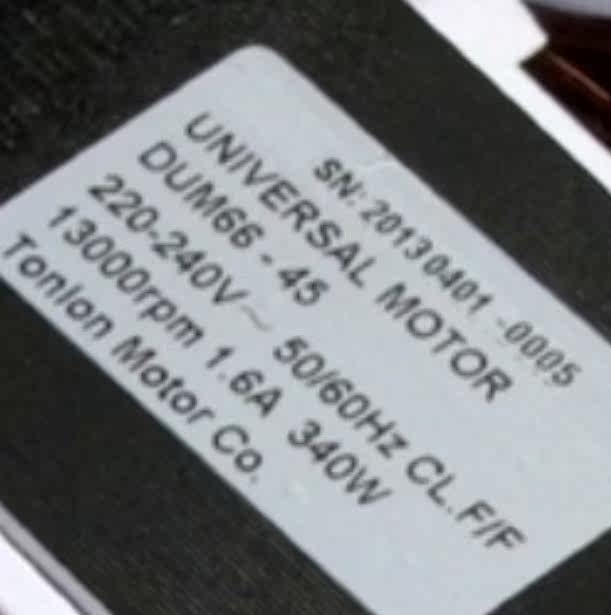 SN: 20130401 -0005
UNIVERSAL MOTOR
DUM66 - 45
220-240V~ 50/60Hz CL.F/F
13000rpm 1.6A 340W
Tonlon Motor Co.